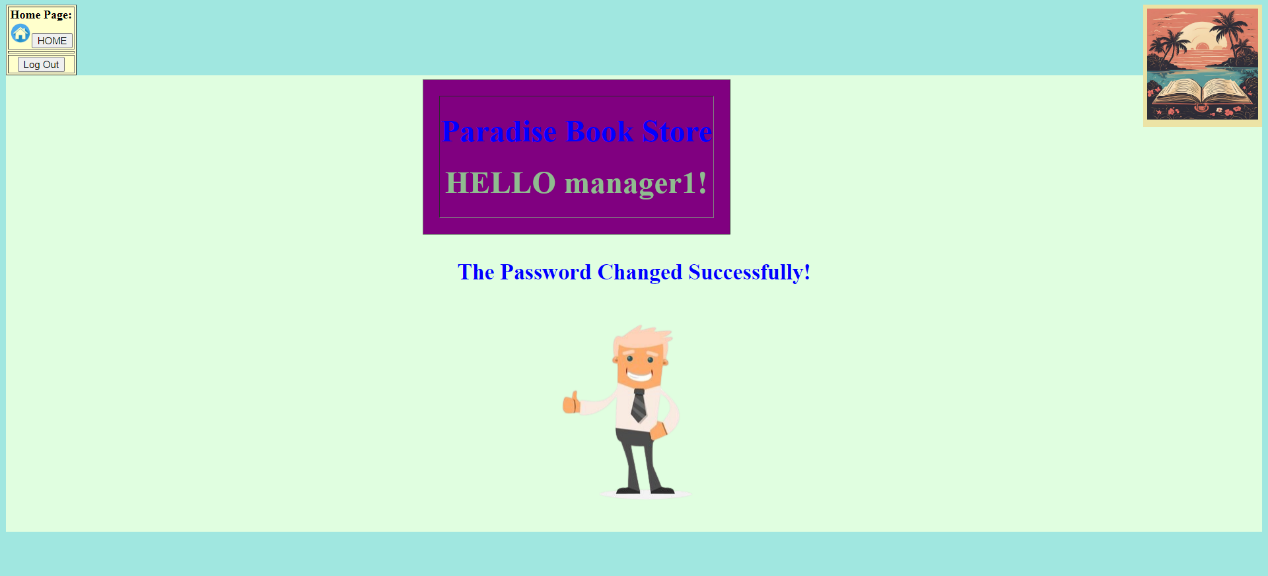 Home Page:
HOME
Log Out
Paradise Book Store
HELLO manager1!
The Password Changed Successfully!